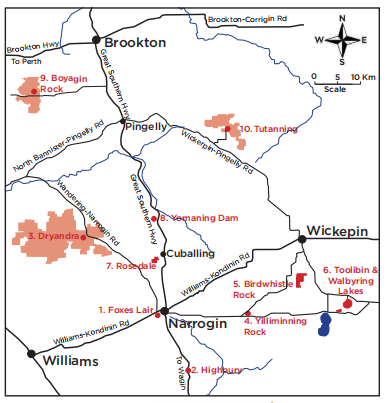 Brookton-Corrigin Rd
N
W E
S
Brookton Hwy
To Perth
Brookton
0 5 10 Km
Scale
9. Boyagin
Rock
Great Southern Hwy
Pingelly
10. Tutanning
North Bannister-Pingelly Rd
Wickepin-Pingelly Rd
Wandering-Narrogin Rd
Great Southern Hwy
8. Yornaning Dam
3. Dryandra
Wickepin
Cuballing
7. Rosedale
Williams-Kondinin Rd
6. Toolibin &
Walbyring
Lakes
5. Birdwhistle
Rock
1. Foxes Lair
Narrogin
4. Yilliminning
Rock
Williams-Kondinin Rd
Williams
To Wagin
2. Highbury